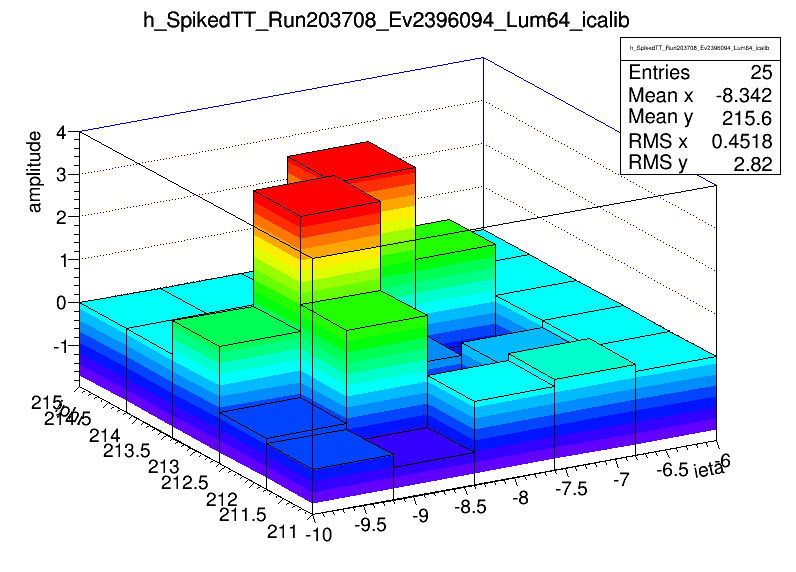 h_SpikedTT_Run203708_Ev2396094_Lum64_icalib
h_SpikedTT_Run203708_Ev2396094_Lum64_icalib
Entries 25
Mean x -8.342
Mean y 215.6
RMS x 0.4518
RMS y 2.82
amplitude
4
3
2
1
0
-1
215
214.5
214
213.5
213
212.5
212
211.5
211
-10
-9.5
-9
-8.5
-8
-7.5
-7
-6.5
-6
ieta